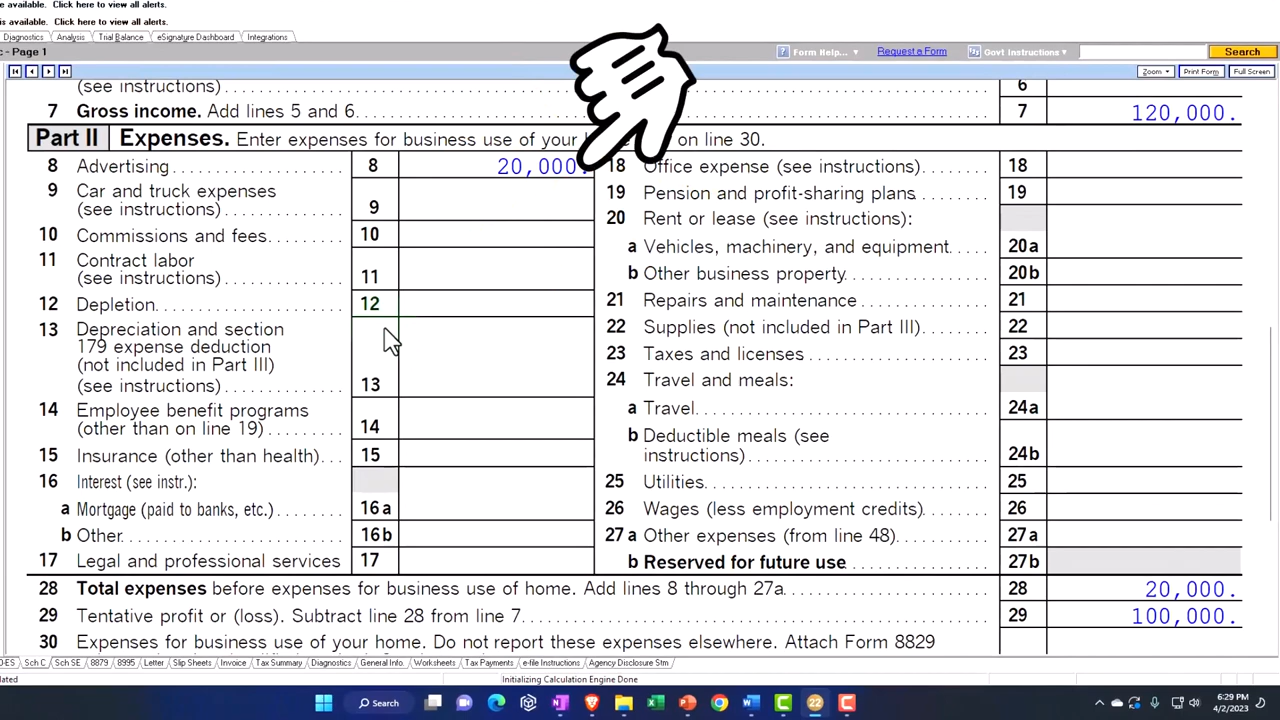 e available. Click here to view all alerts.
is available. Click here to view all alerts.
Diagnostics Analysis Trial Balance eSignature Dashboard Integrations
c - Page 1 Form Help... Request a Form Govt Instructions Search
Zoom Print Form Full Screen
(see instructions) 6
7 Gross income. Add lines 5 and 6 7 120,000.
Part II Expenses. Enter expenses for business use of your on line 30.
8 Advertising 8 20,000. 18 Office expense (see instructions) 18
9 Car and truck expenses 19 Pension and profit-sharing plans 19
(see instructions) 9 20 Rent or lease (see instructions):
10 Commissions and fees 10 a Vehicles, machinery, and equipment 20a
11 Contract labor b Other business property 20b
(see instructions) 11
12 Depletion 12 21 Repairs and maintenance 21
13 Depreciation and section 22 Supplies (not included in Part III) 22
179 expense deduction 23 Taxes and licenses 23
(not included in Part III) 24 Travel and meals:
(see instructions) 13
14 Employee benefit programs a Travel 24a
(other than on line 19) 14 b Deductible meals (see
15 Insurance (other than health) 15 instructions) 24b
16 Interest (see instr.): 25 Utilities 25
a Mortgage (paid to banks, etc.) 16a 26 Wages (less employment credits) 26
b Other 16b 27a Other expenses (from line 48) 27a
17 Legal and professional services 17 b Reserved for future use 27b
28 Total expenses before expenses for business use of home. Add lines 8 through 27a 28 20,000.
29 Tentative profit or (loss). Subtract line 28 from line 7 29 100,000.
30 Expenses for business use of your home. Do not report these expenses elsewhere. Attach Form 8829
0-ES Sch C Sch SE 8879 8995 Letter Slip Sheets Invoice Tax Summary Diagnostics General Info. Worksheets Tax Payments e-file Instructions Agency Disclosure Stm
lated Initializing Calculation Engine Done
Search 22 6:29 PM
4/2/2023